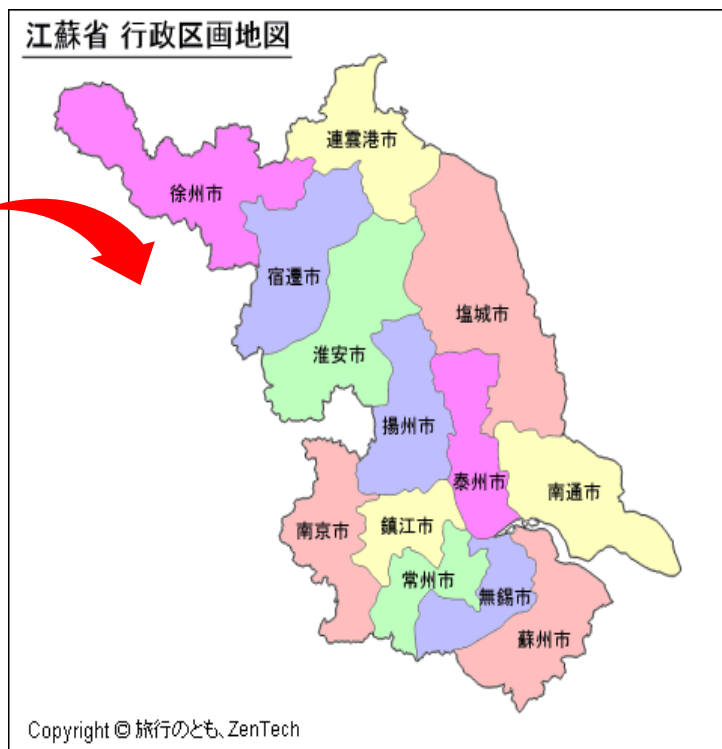 江蘇省 行政区画地図
連雲港市
徐州市
宿遷市
塩城市
淮安市
揚州市
泰州市
南通市
南京市
鎮江市
常州市
無錫市
蘇州市
Copyright © 旅行のとも、ZenTech